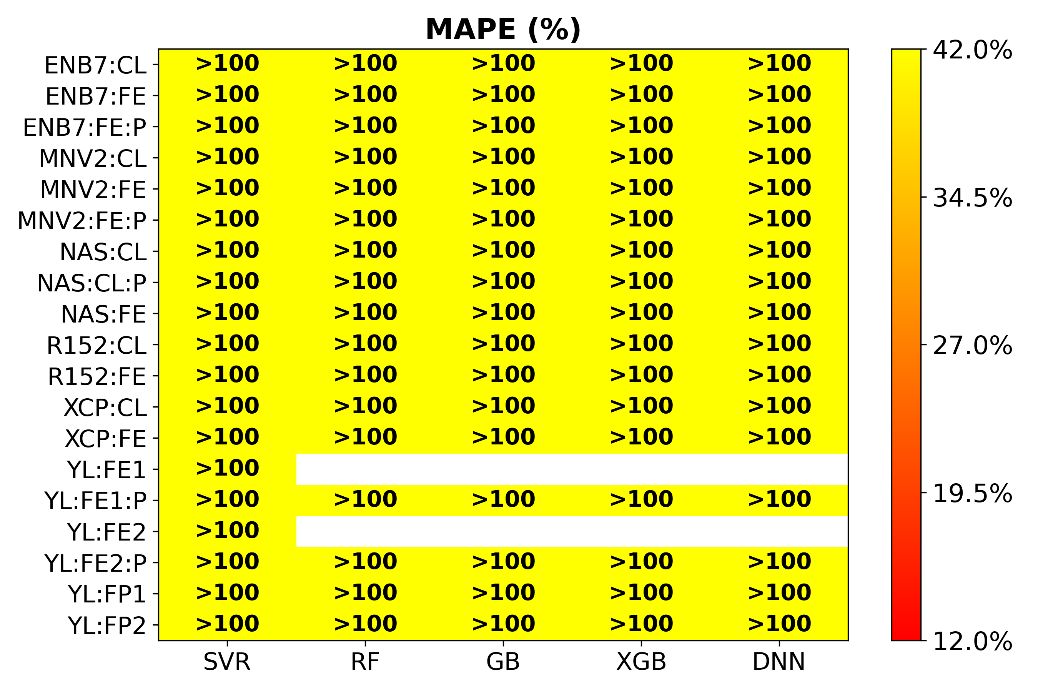 MAPE (%)
ENB7:CL >100 >100 >100 >100 >100
ENB7:FE >100 >100 >100 >100 >100
ENB7:FE:P >100 >100 >100 >100 >100
MNV2:CL >100 >100 >100 >100 >100
MNV2:FE >100 >100 >100 >100 >100
MNV2:FE:P >100 >100 >100 >100 >100
NAS:CL >100 >100 >100 >100 >100
NAS:CL:P >100 >100 >100 >100 >100
NAS:FE >100 >100 >100 >100 >100
R152:CL >100 >100 >100 >100 >100
R152:FE >100 >100 >100 >100 >100
XCP:CL >100 >100 >100 >100 >100
XCP:FE >100 >100 >100 >100 >100
YL:FE1 >100
YL:FE1:P >100 >100 >100 >100 >100
YL:FE2 >100
YL:FE2:P >100 >100 >100 >100 >100
YL:FP1 >100 >100 >100 >100 >100
YL:FP2 >100 >100 >100 >100 >100
SVR RF GB XGB DNN
42.0%
34.5%
27.0%
19.5%
12.0%